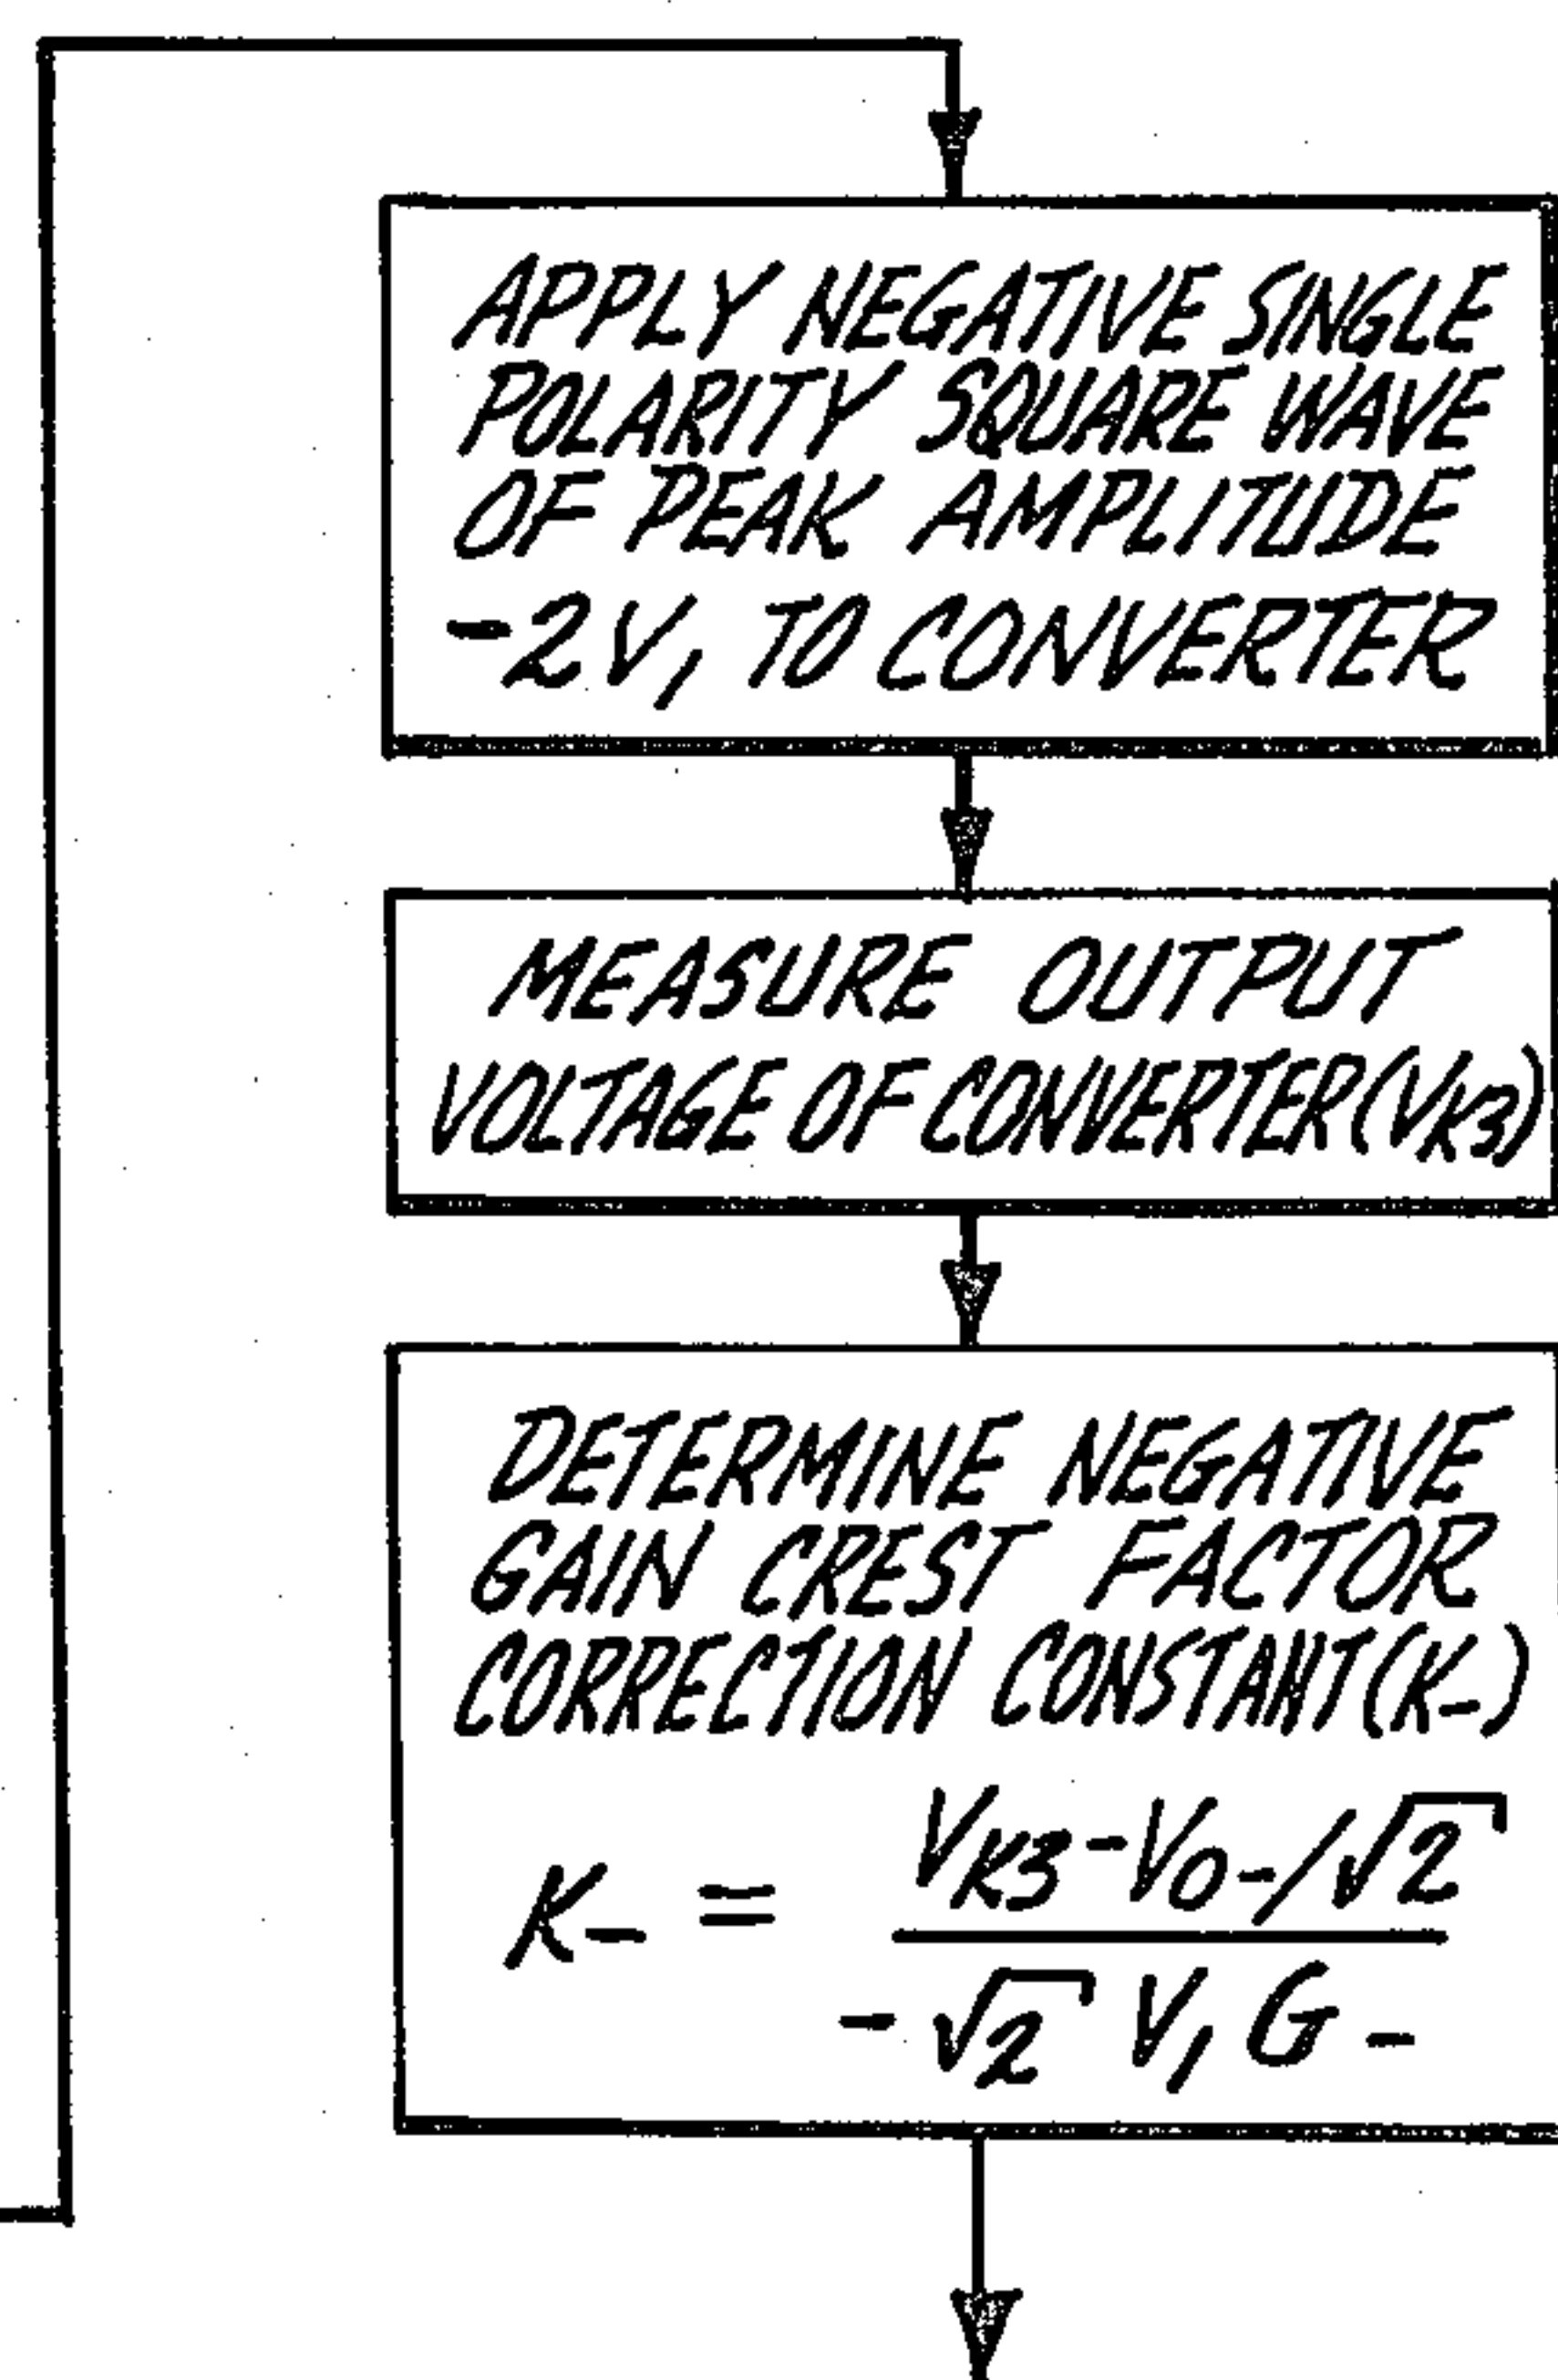 APPLY NEGATIVE SINGLE
POLARITY SQUARE WAVE
OF PEAK AMPLITUDE
-2V₁ TO CONVERTER
MEASURE OUTPUT
VOLTAGE OF CONVERTER(VK3)
DETERMINE NEGATIVE
GAIN CREST FACTOR
CORRECTION CONSTANT(K-)
K- = 
VK3-VO-/√2
-√2 V₁ G-